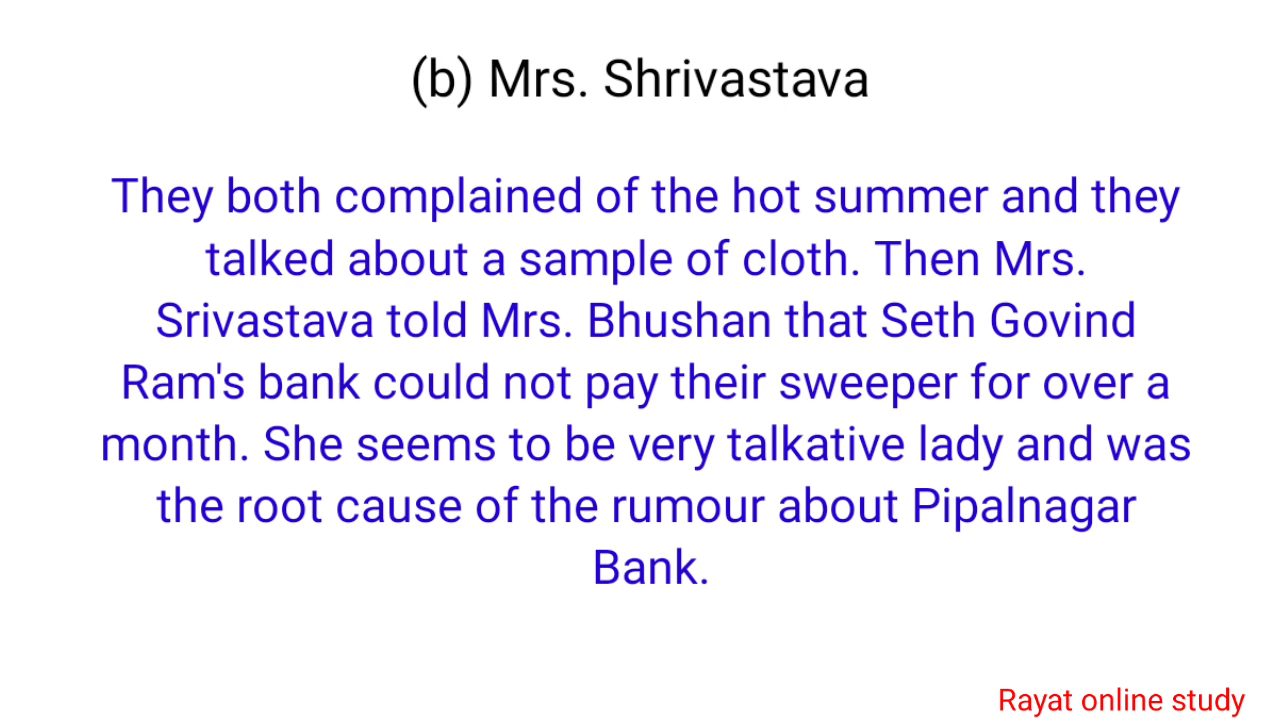 (b) Mrs. Shrivastava
They both complained of the hot summer and they
talked about a sample of cloth. Then Mrs.
Srivastava told Mrs. Bhushan that Seth Govind
Ram's bank could not pay their sweeper for over a
month. She seems to be very talkative lady and was
the root cause of the rumour about Pipalnagar
Bank.
Rayat online study